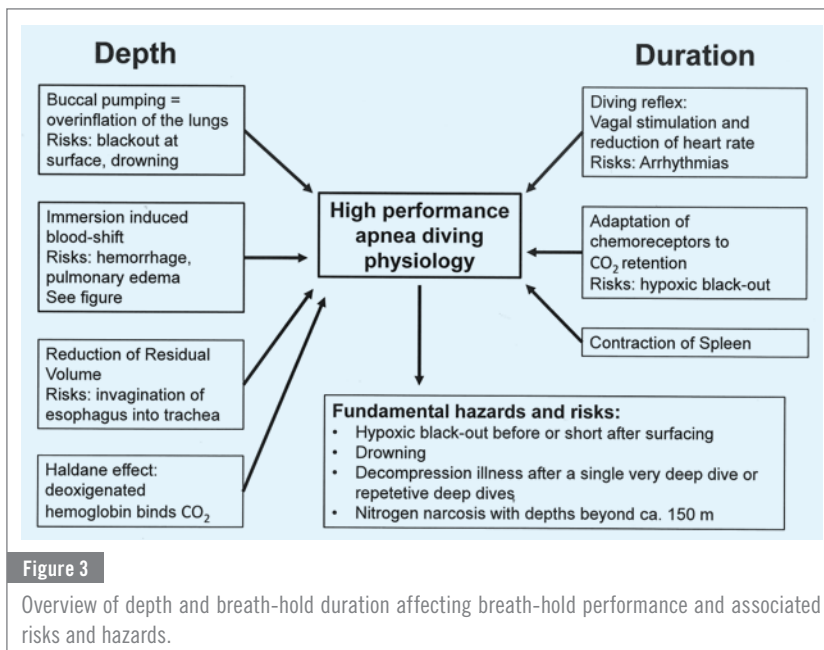 Depth
Buccal pumping =
overinflation of the lungs
Risks: blackout at
surface, drowning
Immersion induced
blood-shift
Risks: hemorrhage,
pulmonary edema
See figure
Reduction of Residual
Volume
Risks: invagination of
esophagus into trachea
Haldane effect:
deoxigenated
hemoglobin binds CO₂
High performance
apnea diving
physiology
Duration
Diving reflex:
Vagal stimulation and
reduction of heart rate
Risks: Arrhythmias
Adaptation of
chemoreceptors to
CO₂ retention
Risks: hypoxic black-out
Contraction of Spleen
Fundamental hazards and risks:
• Hypoxic black-out before or short after surfacing
• Drowning
• Decompression illness after a single very deep dive or
repetetive deep dives
• Nitrogen narcosis with depths beyond ca. 150 m
Figure 3
Overview of depth and breath-hold duration affecting breath-hold performance and associated
risks and hazards.